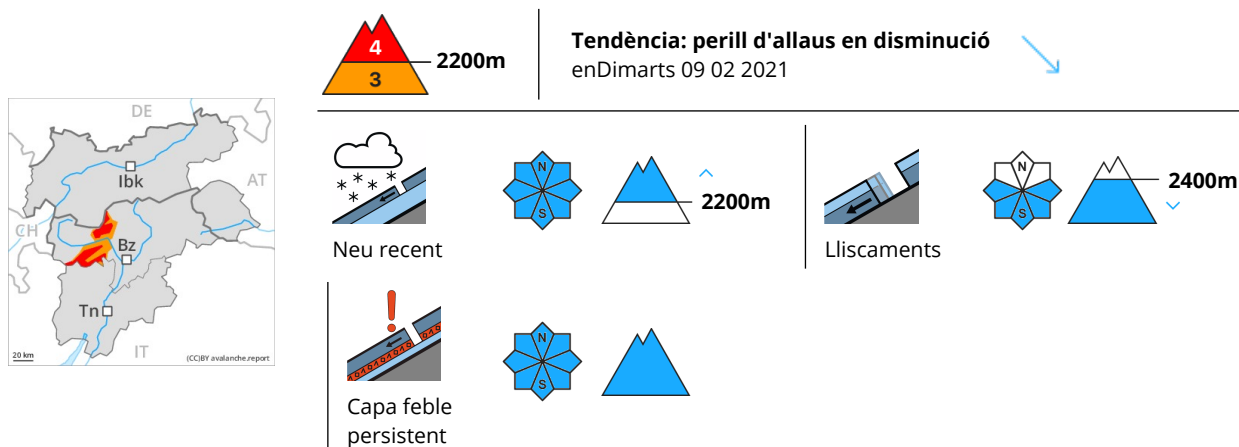 4
3
2200m
Tendència: perill d'allaus en disminució
enDimarts 09 02 2021
DE
AT
CH
IT
Ibk
Bz
Tn
20 km
(CC)BY avalanche.report
N
S
2200m
Neu recent
N
S
2400m
Lliscaments
N
S
Capa feble
persistent